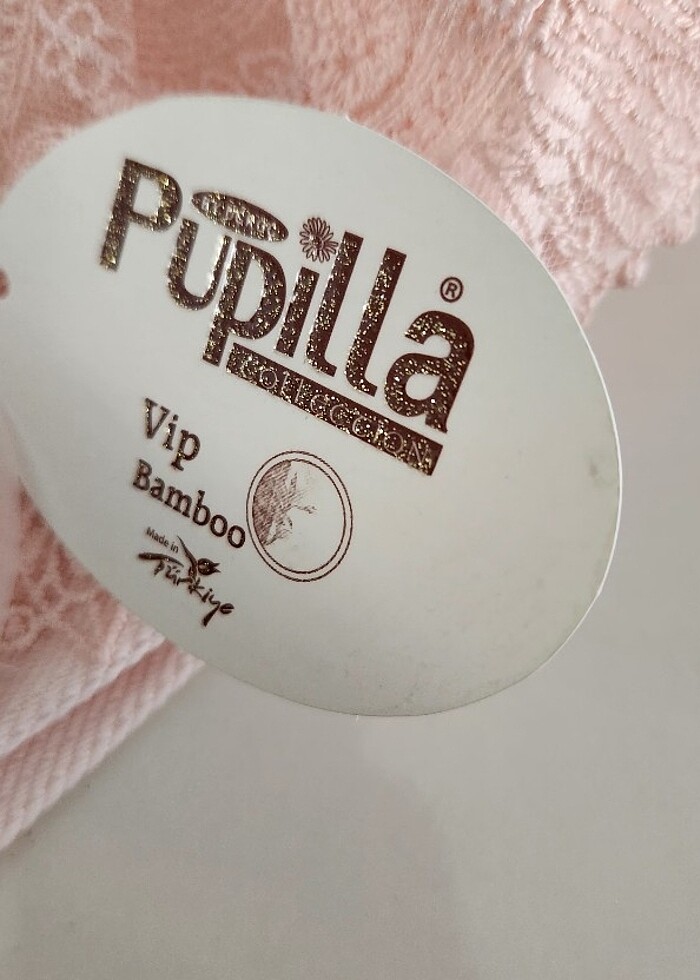 Pupilla®
COLLECCION
Vip
Bamboo
Made in
Türkiye